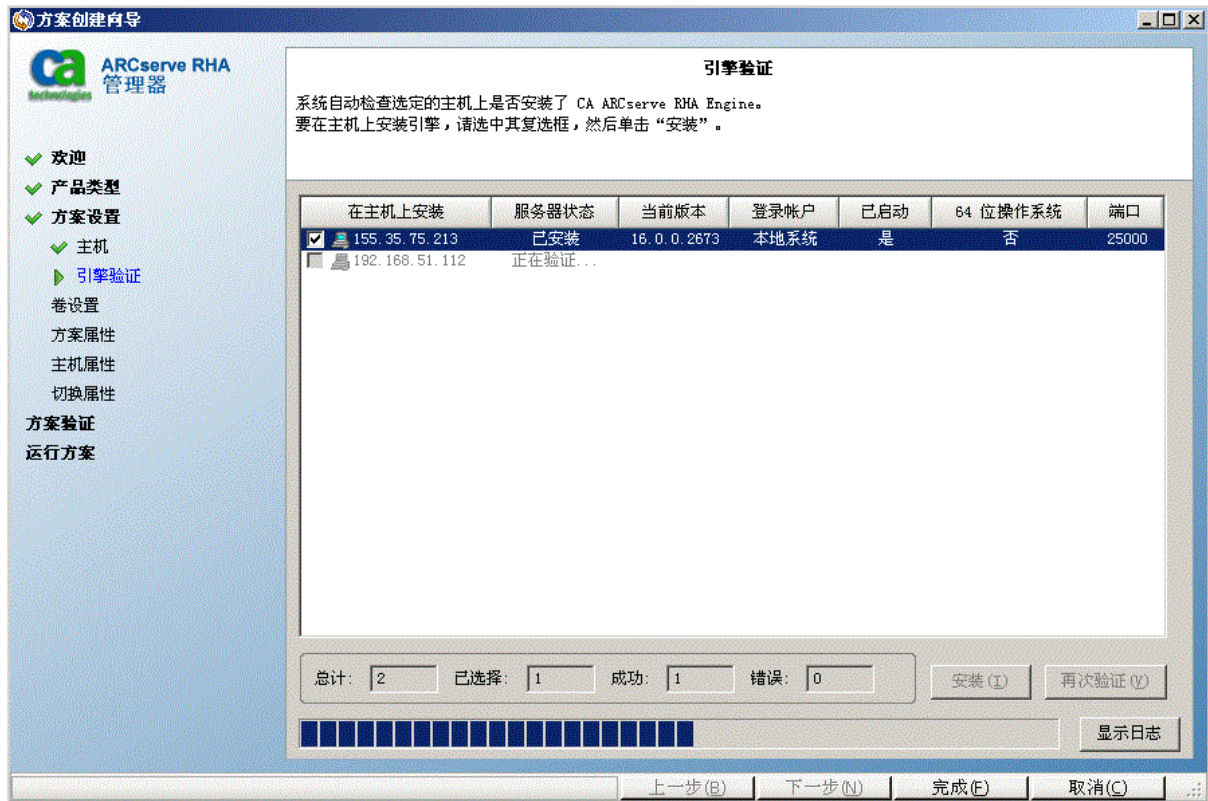 方案创建向导
ca
technologies
ARCserve RHA
管理器
欢迎
产品类型
方案设置
主机
引擎验证
卷设置
方案属性
主机属性
切换属性
方案验证
运行方案
引擎验证
系统自动检查选定的主机上是否安装了 CA ARCserve RHA Engine。
要在主机上安装引擎，请选中其复选框，然后单击“安装”。
在主机上安装 服务器状态 当前版本 登录帐户 已启动 64 位操作系统 端口
155.35.75.213 已安装 16.0.0.2673 本地系统 是 否 25000
192.168.51.112 正在验证...
总计: 2 已选择: 1 成功: 1 错误: 0 安装(I) 再次验证(V)
显示日志
上一步(B) 下一步(N) 完成(F) 取消(C)